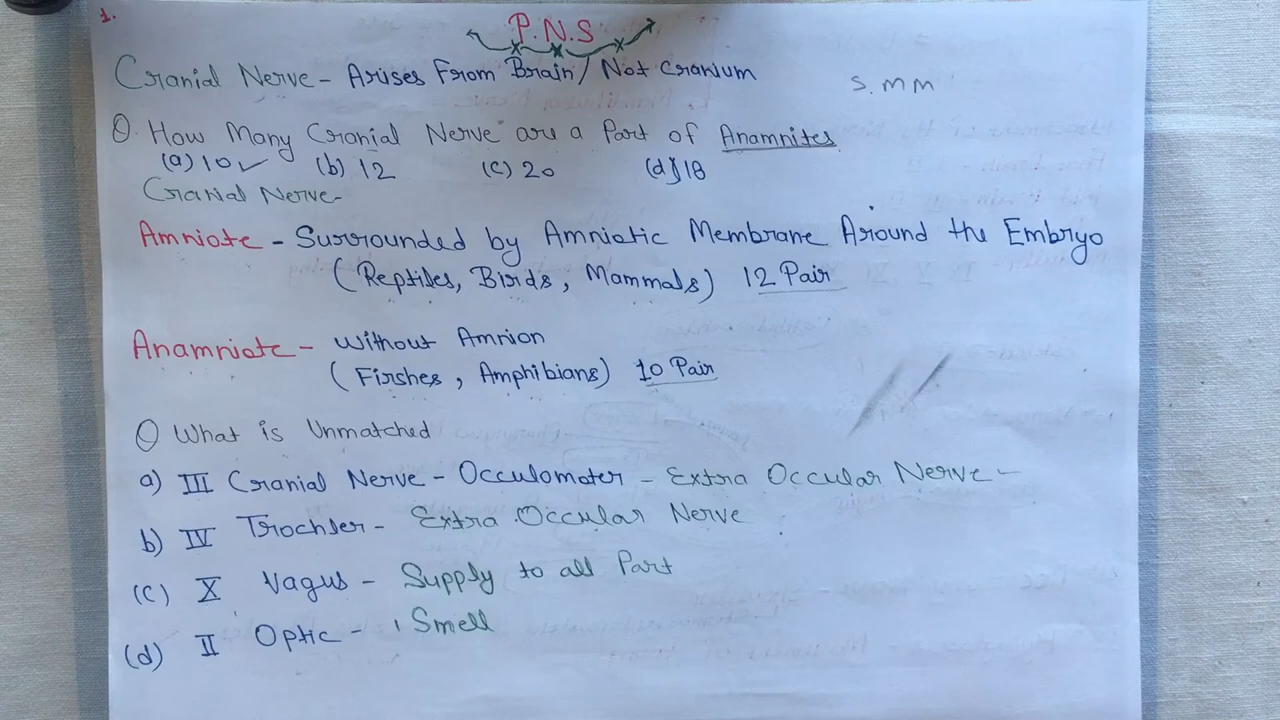 1.
P.N.S
Cranial Nerve - Arises From Brain / Not Cranium
S.MM
Q. How Many Cranial Nerve are a Part of Anamnites
(a) 10 ✓ (b) 12 (c) 20 (d) 18
Cranial Nerve-
Amniote - Surrounded by Amniatic Membrane Around the Embryo
(Reptiles, Birds, Mammals) 12 Pair
Anamniote - Without Amnion
(Firshes, Amphibians) 10 Pair
Q What is Unmatched
a) III Cranial Nerve - Occulomoter - Extra Occular Nerve -
b) IV Trochler - Extra Occular Nerve
(c) X Vagus - Supply to all Part
(d) II Optic - Smell